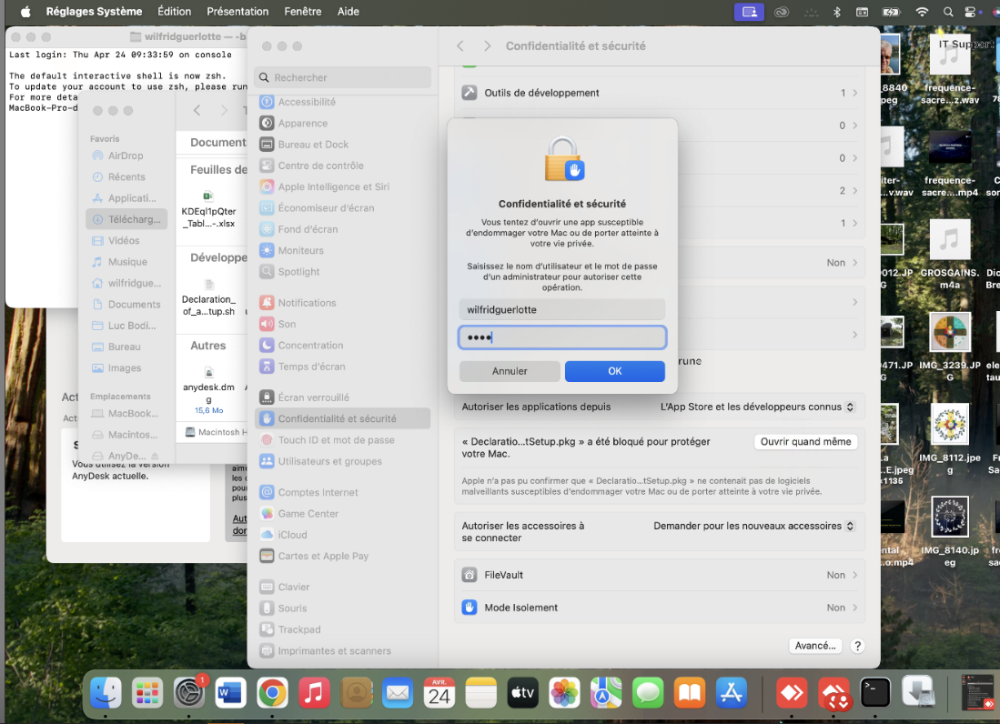 Réglages Système Édition Présentation Fenêtre Aide
wilfridguerlotte — -b
Last login: Thu Apr 24 09:33:59 on console
The default interactive shell is now zsh.
To update your account to use zsh, please run
For more deta
MacBook-Pro-d
Favoris
AirDrop
Récents
Applicati...
Télécharg...
Vidéos
Musique
wilfridgue...
Documents
Luc Bodi...
Bureau
Images
Emplacements
MacBook...
Macintos...
AnyDe...
Document
Feuilles de
KDEqI1pQter
_Tabl...-.xlsx
Développe
Declaration_
of_a...tup.sh
Autres
anydesk.dm
g
15,6 Mo
Macintosh H
Vous utilisez la version
AnyDesk actuelle.
Rechercher
Accessibilité
Apparence
Bureau et Dock
Centre de contrôle
Apple Intelligence et Siri
Économiseur d'écran
Fond d'écran
Moniteurs
Spotlight
Notifications
Son
Concentration
Temps d'écran
Écran verrouillé
Confidentialité et sécurité
Touch ID et mot de passe
Utilisateurs et groupes
Comptes Internet
Game Center
iCloud
Cartes et Apple Pay
Clavier
Souris
Trackpad
Imprimantes et scanners
Confidentialité et sécurité
Outils de développement 1
0
0
2
1
Non
Confidentialité et sécurité
Vous tentez d'ouvrir une app susceptible
d'endommager votre Mac ou de porter atteinte à
votre vie privée.
Saisissez le nom d'utilisateur et le mot de passe
d'un administrateur pour autoriser cette
opération.
wilfridguerlotte
••••
Annuler OK
Autoriser les applications depuis L'App Store et les développeurs connus
« Declaratio...tSetup.pkg » a été bloqué pour protéger
votre Mac.
Ouvrir quand même
Apple n'a pas pu confirmer que « Declaratio...tSetup.pkg » ne contenait pas de logiciels
malveillants susceptibles d'endommager votre Mac ou de porter atteinte à votre vie privée.
Autoriser les accessoires à
se connecter
Demander pour les nouveaux accessoires
FileVault Non
Mode Isolement Non
Avancé... ?
IT Support
frequence-
sacre...z.wav
frequence-
sacre....mp4
GROSGAINS.
m4a
IMG_3239.JP
G
IMG_8112.jpe
g
IMG_8140.jp
eg
1
W
AVR.
24
tv